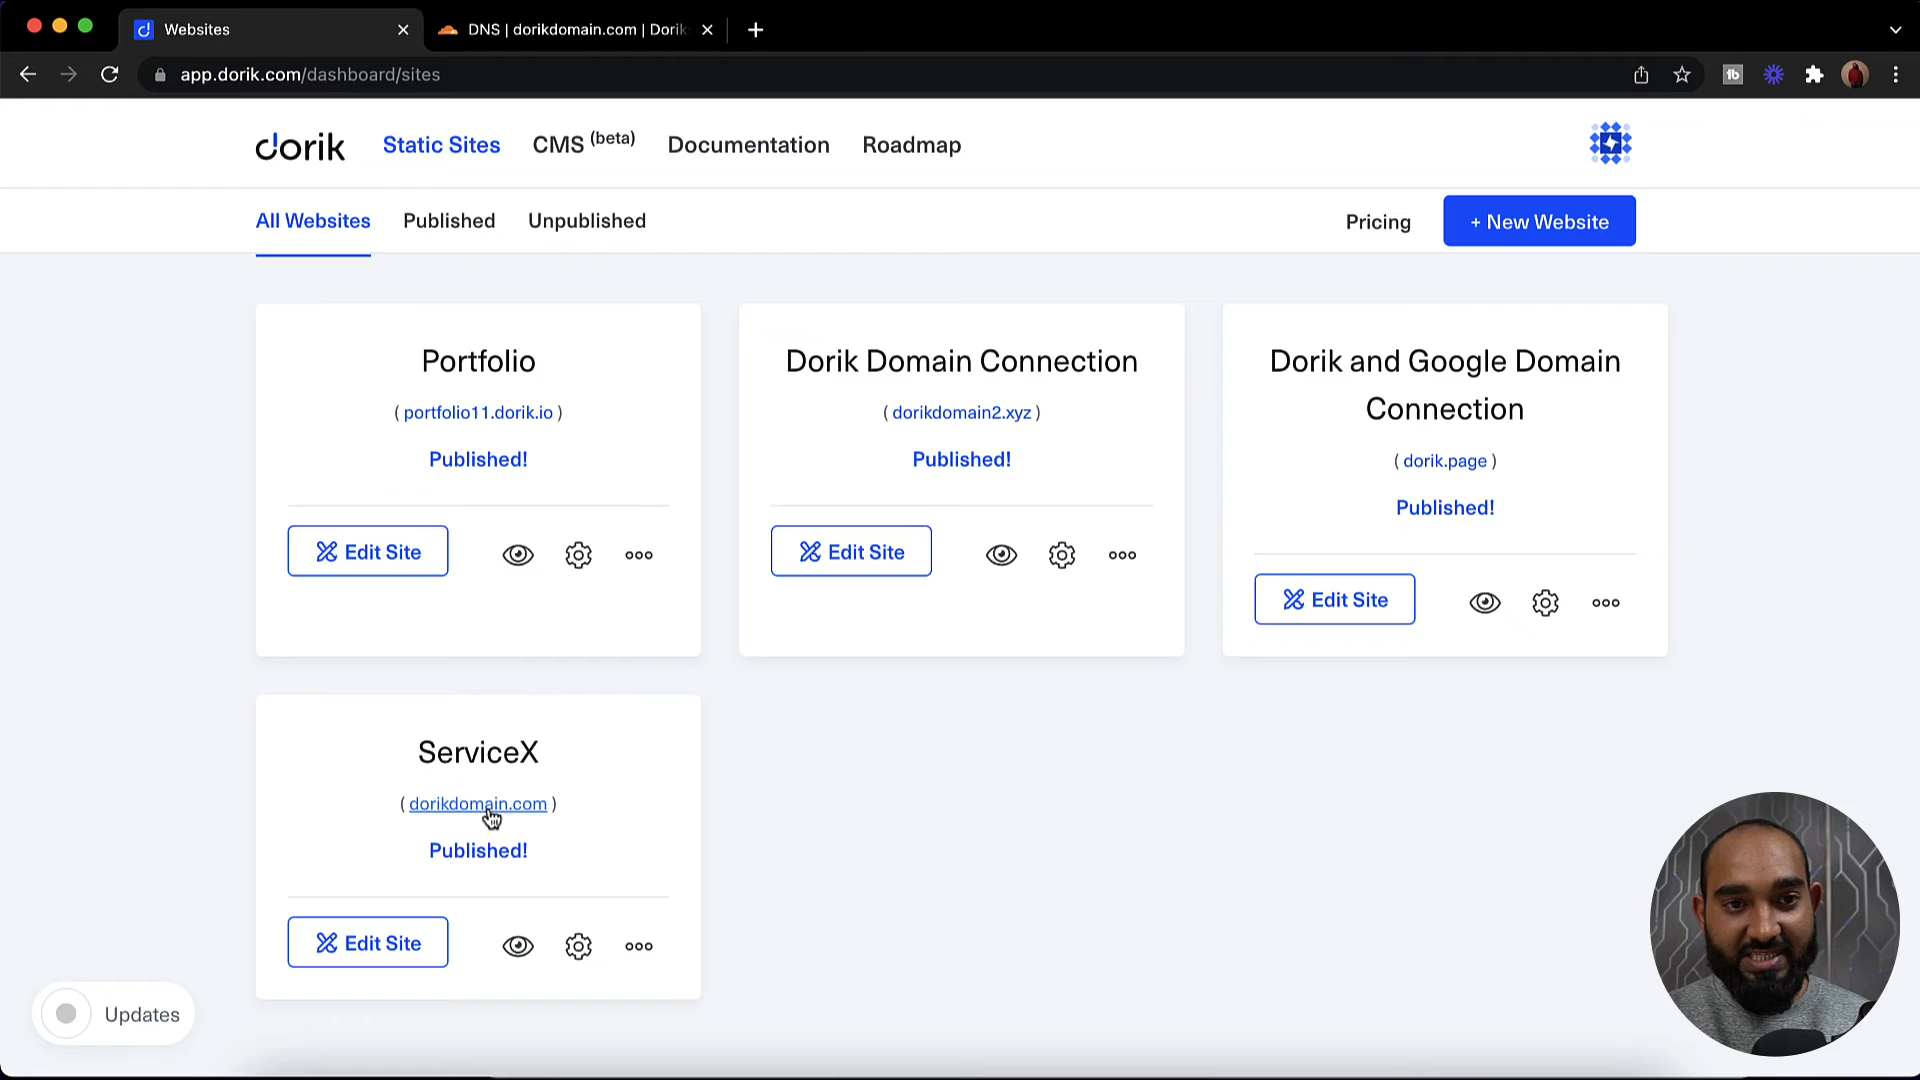 Websites
DNS | dorikdomain.com | Dorik
app.dorik.com/dashboard/sites
dorik
Static Sites
CMS (beta)
Documentation
Roadmap
All Websites
Published
Unpublished
Pricing
+ New Website
Portfolio
( portfolio11.dorik.io )
Published!
Edit Site
Dorik Domain Connection
( dorikdomain2.xyz )
Published!
Edit Site
Dorik and Google Domain
Connection
( dorik.page )
Published!
Edit Site
ServiceX
( dorikdomain.com )
Published!
Edit Site
Updates